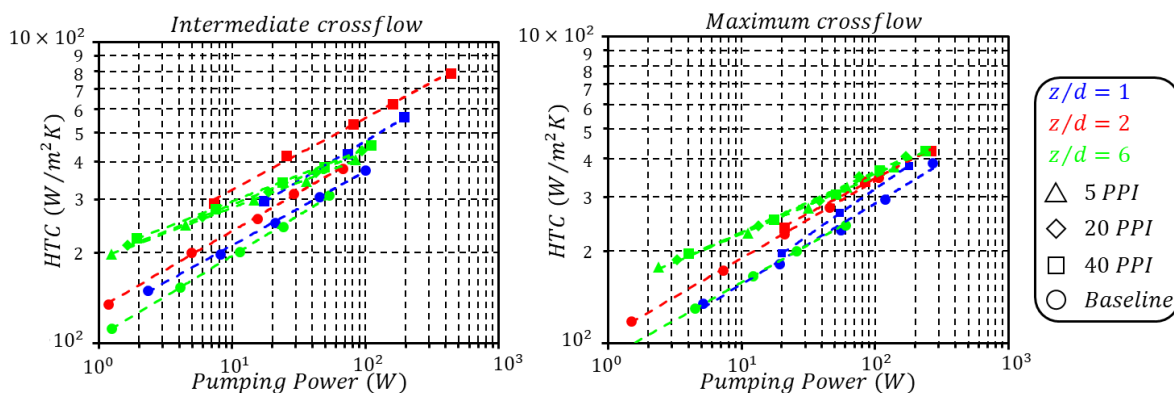 Intermediate crossflow
10 × 10²
9
8
7
6
5
4
3
2
10²
HTC (W/m²K)
10⁰
10¹
10²
10³
Pumping Power (W)
Maximum crossflow
10 × 10²
9
8
7
6
5
4
3
2
10²
HTC (W/m²K)
10⁰
10¹
10²
10³
Pumping Power (W)
z/d = 1
z/d = 2
z/d = 6
5 PPI
20 PPI
40 PPI
Baseline